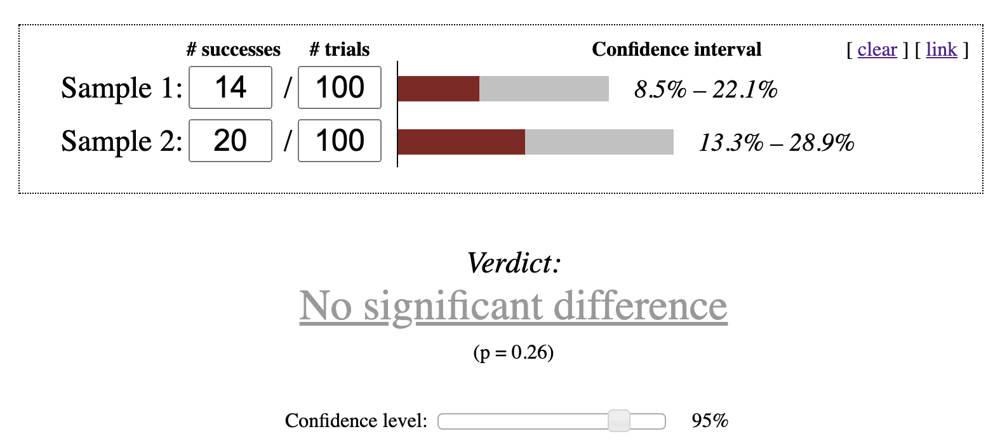 # successes # trials Confidence interval [ clear ] [ link ]
Sample 1: 14 / 100 8.5% – 22.1%
Sample 2: 20 / 100 13.3% – 28.9%
Verdict:
No significant difference
(p = 0.26)
Confidence level: 95%